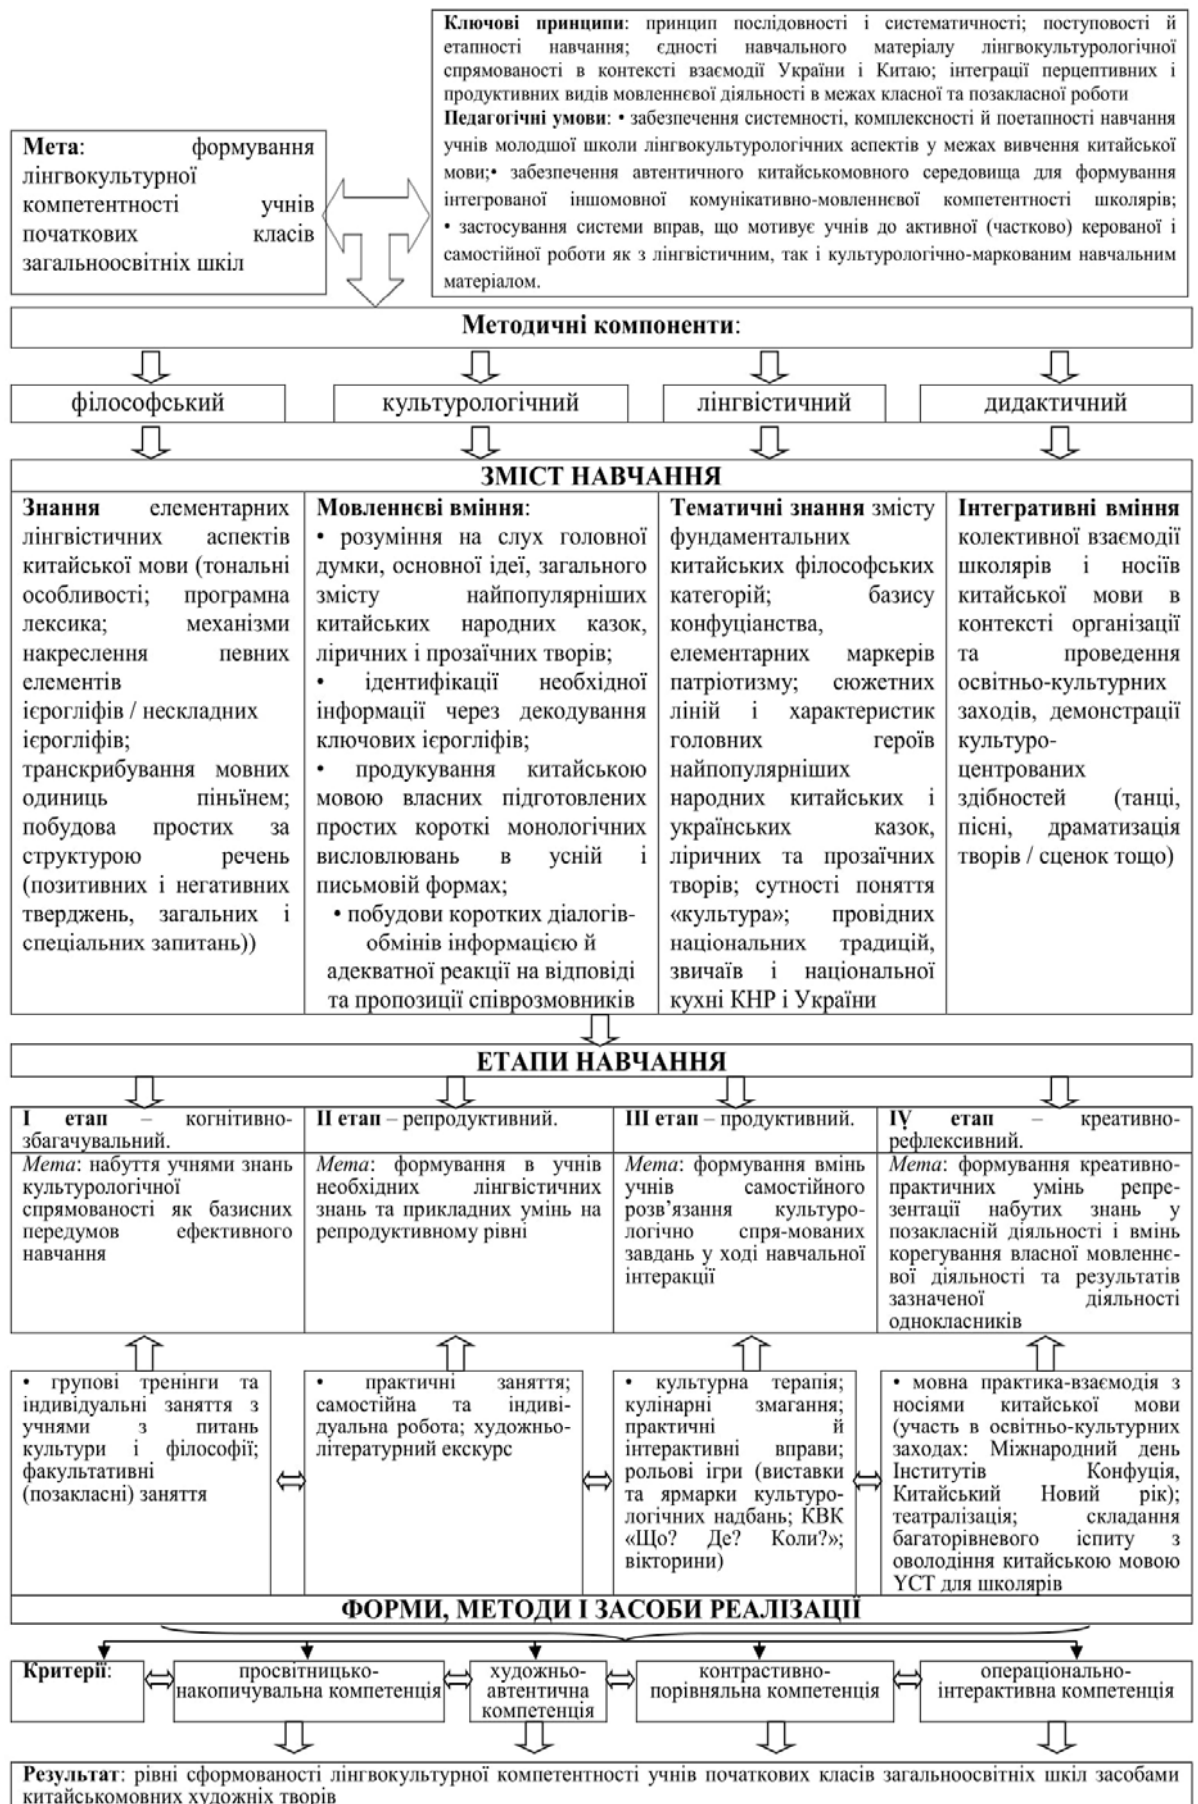 Ключові принципи: принцип послідовності і систематичності; поступовості й
етапності навчання; єдності навчального матеріалу лінгвокультурологічної
спрямованості в контексті взаємодії України і Китаю; інтеграції перцептивних і
продуктивних видів мовленнєвої діяльності в межах класної та позакласної роботи
Педагогічні умови: • забезпечення системності, комплексності й поетапності навчання
учнів молодшої школи лінгвокультурологічних аспектів у межах вивчення китайської
мови;• забезпечення автентичного китайськомовного середовища для формування
інтегрованої іншомовної комунікативно-мовленнєвої компетентності школярів;
• застосування системи вправ, що мотивує учнів до активної (частково) керованої і
самостійної роботи як з лінгвістичним, так і культурологічно-маркованим навчальним
матеріалом.
Мета: формування
лінгвокультурної
компетентності учнів
початкових класів
загальноосвітніх шкіл
Методичні компоненти:
філософський
культурологічний
лінгвістичний
дидактичний
ЗМІСТ НАВЧАННЯ
Знання елементарних
лінгвістичних аспектів
китайської мови (тональні
особливості; програмна
лексика; механізми
накреслення певних
елементів
ієрогліфів / нескладних
ієрогліфів;
транскрибування мовних
одиниць піньїнем;
побудова простих за
структурою речень
(позитивних і негативних
тверджень, загальних і
спеціальних запитань))
Мовленнєві вміння:
• розуміння на слух головної
думки, основної ідеї, загального
змісту найпопулярніших
китайських народних казок,
ліричних і прозаїчних творів;
• ідентифікації необхідної
інформації через декодування
ключових ієрогліфів;
• продукування китайською
мовою власних підготовлених
простих короткі монологічних
висловлювань в усній і
письмовій формах;
• побудови коротких діалогів-
обмінів інформацією й
адекватної реакції на відповіді
та пропозиції співрозмовників
Тематичні знання змісту
фундаментальних
китайських філософських
категорій; базису
конфуціанства,
елементарних маркерів
патріотизму; сюжетних
ліній і характеристик
головних героїв
найпопулярніших
народних китайських і
українських казок,
ліричних та прозаїчних
творів; сутності поняття
«культура»; провідних
національних традицій,
звичаїв і національної
кухні КНР і України
Інтегративні вміння
колективної взаємодії
школярів і носіїв
китайської мови в
контексті організації
та проведення
освітньо-культурних
заходів, демонстрації
культуро-
центрованих
здібностей (танці,
пісні, драматизація
творів / сценок тощо)
ЕТАПИ НАВЧАННЯ
І етап – когнітивно-
збагачувальний.
Мета: набуття учнями знань
культурологічної
спрямованості як базисних
передумов ефективного
навчання
ІІ етап – репродуктивний.
Мета: формування в учнів
необхідних лінгвістичних
знань та прикладних умінь на
репродуктивному рівні
ІІІ етап – продуктивний.
Мета: формування вмінь
учнів самостійного
розв’язання культуро-
логічно спря-мованих
завдань у ході навчальної
інтеракції
IV етап – креативно-
рефлексивний.
Мета: формування креативно-
практичних умінь репре-
зентації набутих знань у
позакласній діяльності і вмінь
корегування власної мовленнє-
вої діяльності та результатів
зазначеної діяльності
однокласників
• групові тренінги та
індивідуальні заняття з
учнями з питань
культури і філософії;
факультативні
(позакласні) заняття
• практичні заняття;
самостійна та індиві-
дуальна робота; художньо-
літературний екскурс
• культурна терапія;
кулінарні змагання;
практичні й
інтерактивні вправи;
рольові ігри (виставки
та ярмарки культуро-
логічних надбань; КВК
«Що? Де? Коли?»;
вікторини)
• мовна практика-взаємодія з
носіями китайської мови
(участь в освітньо-культурних
заходах: Міжнародний день
Інститутів Конфуція,
Китайський Новий рік);
театралізація; складання
багаторівневого іспиту з
оволодіння китайською мовою
YCT для школярів
ФОРМИ, МЕТОДИ І ЗАСОБИ РЕАЛІЗАЦІЇ
Критерії:
просвітницько-
накопичувальна компетенція
художньо-
автентична
компетенція
контрастивно-
порівняльна компетенція
операціонально-
інтерактивна компетенція
Результат: рівні сформованості лінгвокультурної компетентності учнів початкових класів загальноосвітніх шкіл засобами
китайськомовних художніх творів